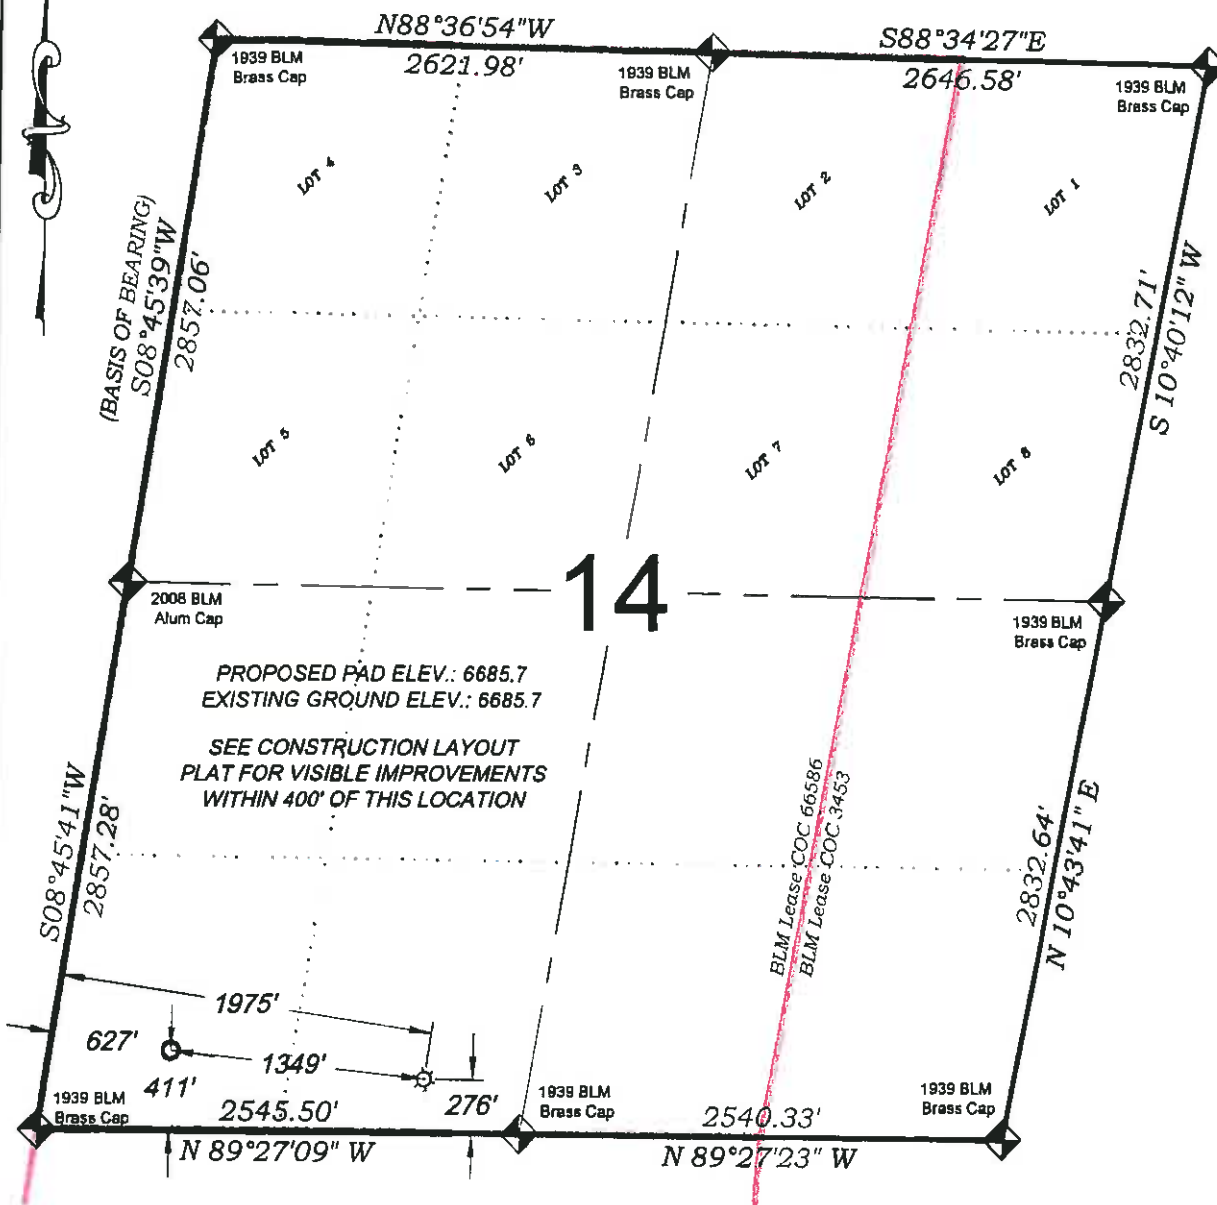 N88°36'54"W
2621.98'
S88°34'27"E
2646.58'
1939 BLM
Brass Cap
1939 BLM
Brass Cap
1939 BLM
Brass Cap
LOT 4
LOT 3
LOT 2
LOT 1
(BASIS OF BEARING)
S08°45'39"W
2857.06'
2832.71'
S 10°40'12" W
LOT 5
LOT 6
LOT 7
LOT 8
2008 BLM
Alum Cap
14
1939 BLM
Brass Cap
PROPOSED PAD ELEV.: 6685.7
EXISTING GROUND ELEV.: 6685.7
SEE CONSTRUCTION LAYOUT
PLAT FOR VISIBLE IMPROVEMENTS
WITHIN 400' OF THIS LOCATION
S08°45'41"W
2857.28'
BLM Lease COC 66586
BLM Lease COC 3453
2832.64'
N 10°43'41" E
1975'
627'
1349'
411'
276'
1939 BLM
Brass Cap
2545.50'
N 89°27'09" W
1939 BLM
Brass Cap
2540.33'
N 89°27'23" W
1939 BLM
Brass Cap